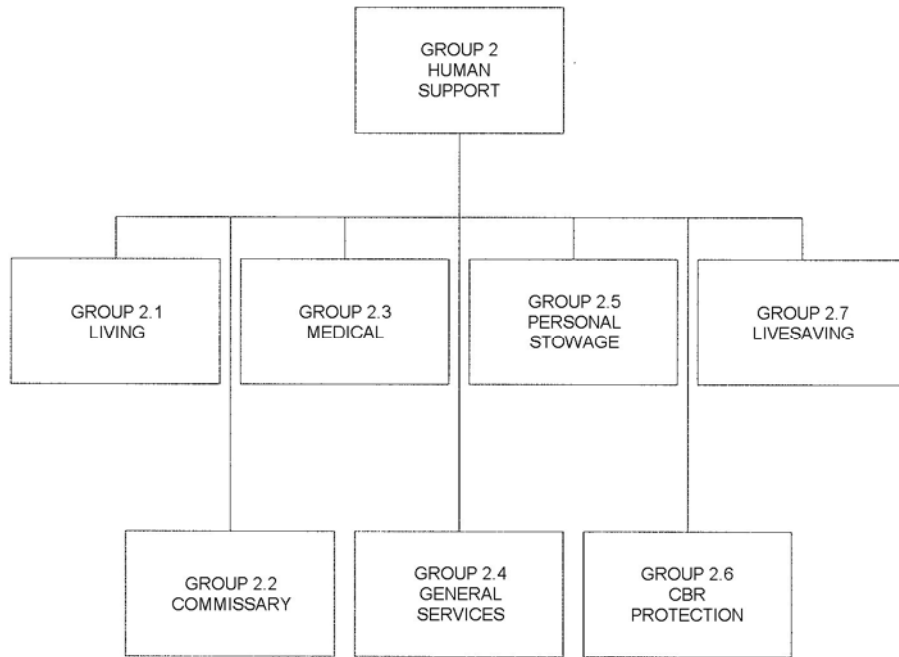 GROUP 2
HUMAN
SUPPORT
GROUP 2.1
LIVING
GROUP 2.3
MEDICAL
GROUP 2.5
PERSONAL
STOWAGE
GROUP 2.7
LIVESAVING
GROUP 2.2
COMMISSARY
GROUP 2.4
GENERAL
SERVICES
GROUP 2.6
CBR
PROTECTION